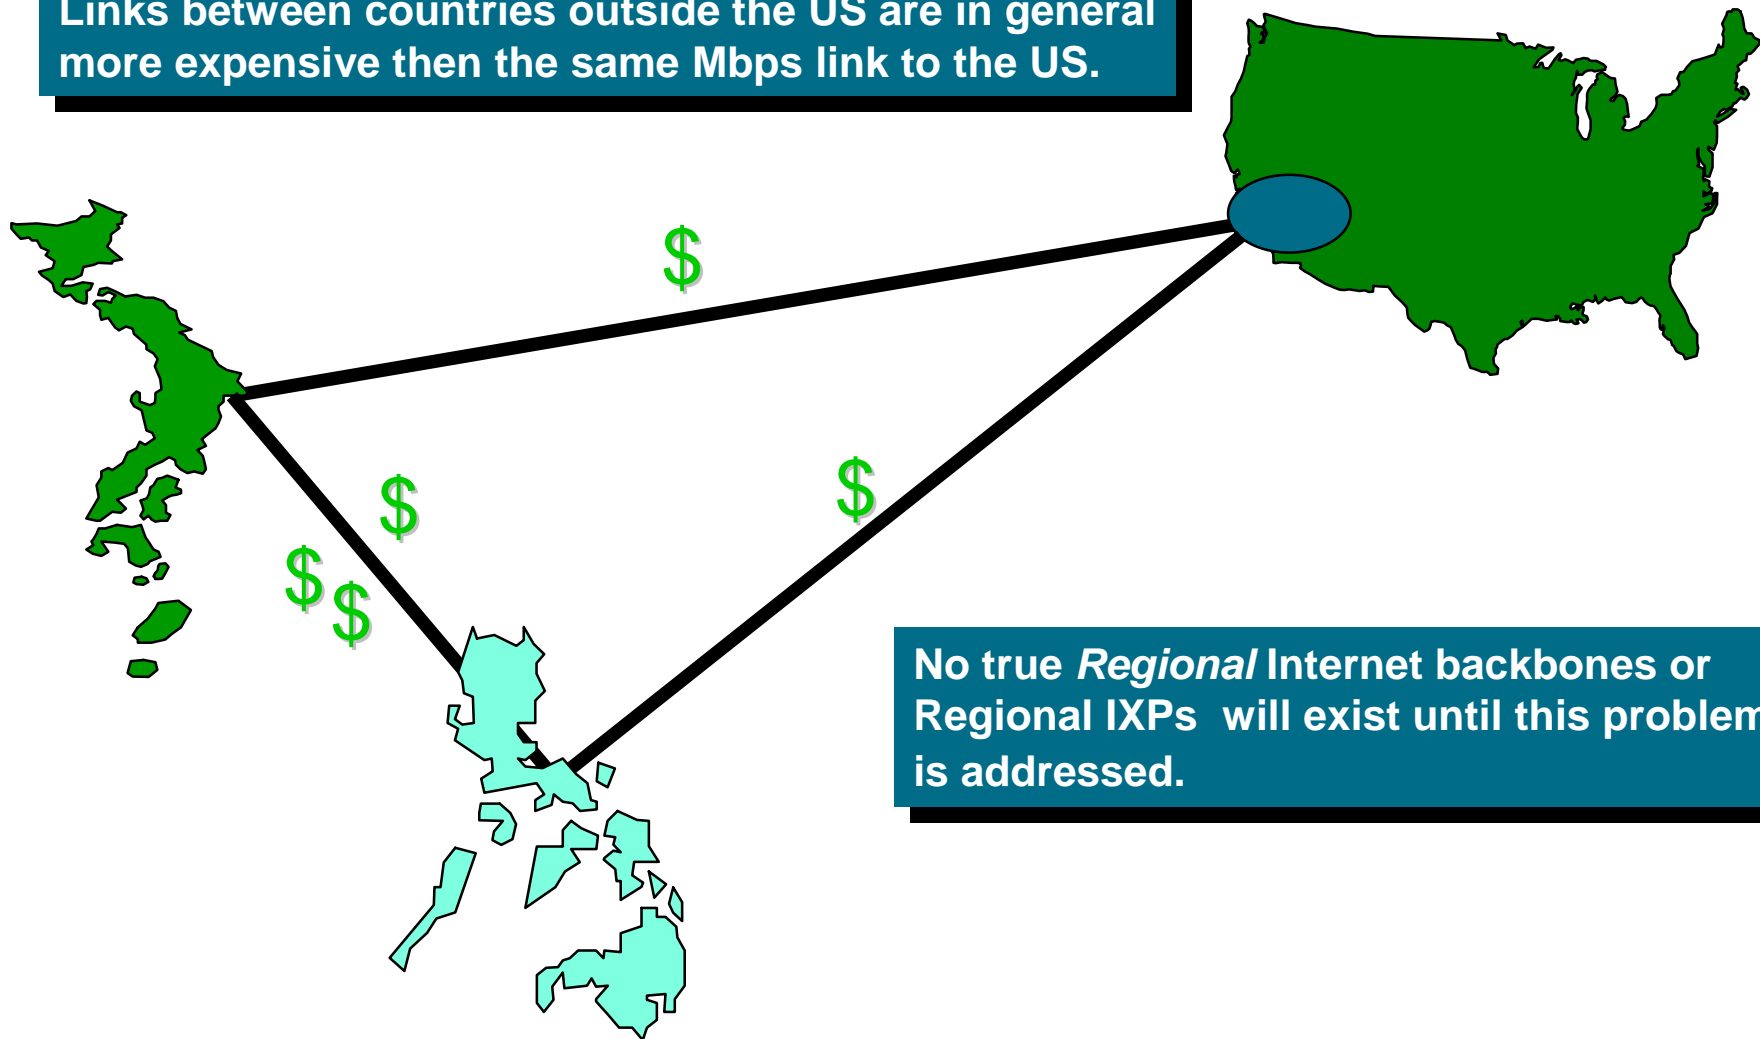 Links between countries outside the US are in general
more expensive then the same Mbps link to the US.
$
$
$
$
$
No true Regional Internet backbones or
Regional IXPs will exist until this problem
is addressed.